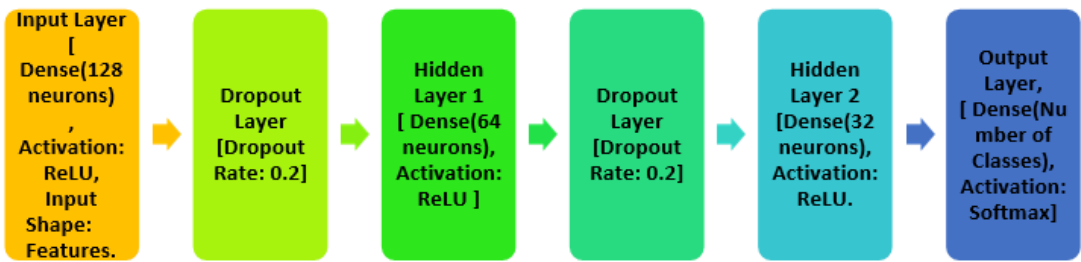 Input Layer
[
Dense(128
neurons)
,
Activation:
ReLU,
Input
Shape:
Features.
Dropout
Layer
[Dropout
Rate: 0.2]
Hidden
Layer 1
[ Dense(64
neurons),
Activation:
ReLU ]
Dropout
Layer
[Dropout
Rate: 0.2]
Hidden
Layer 2
[Dense(32
neurons),
Activation:
ReLU.
Output
Layer,
[ Dense(Nu
mber of
Classes),
Activation:
Softmax]